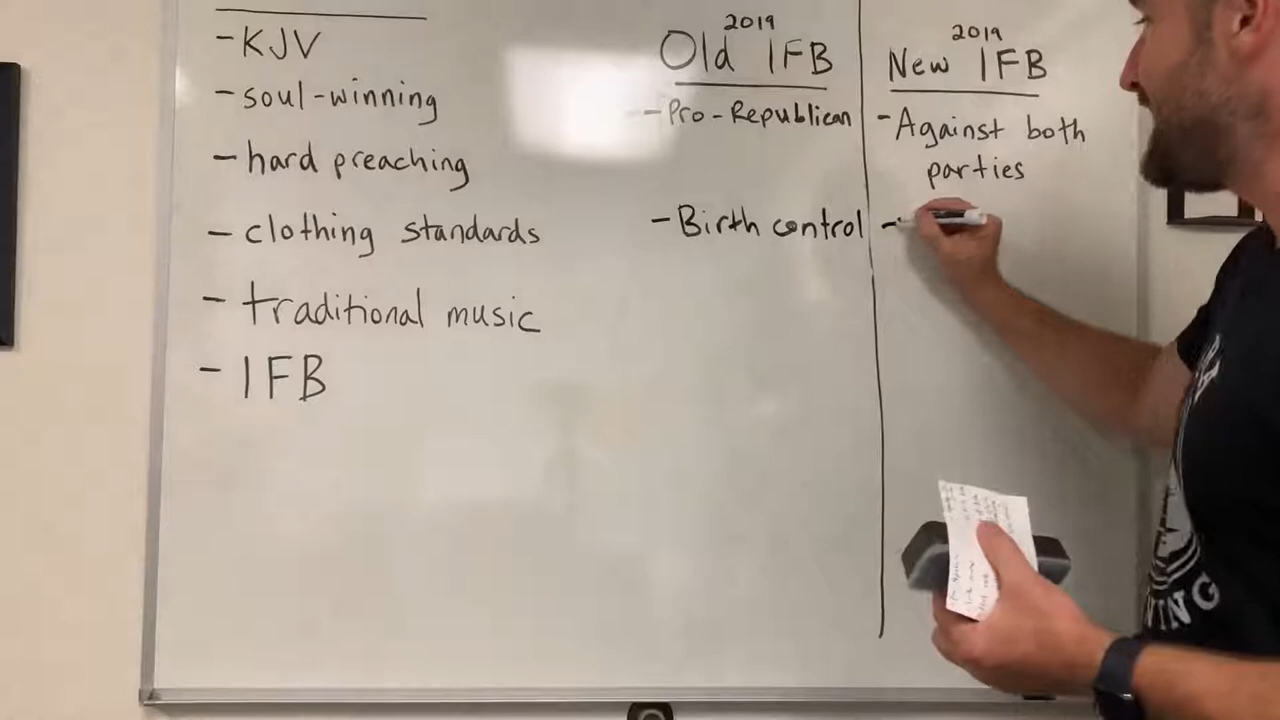 - KJV
- soul-winning
- hard preaching
- clothing standards
- traditional music
- IFB
2019
Old IFB
- Pro-Republican
- Birth control
2019
New IFB
- Against both
parties
-